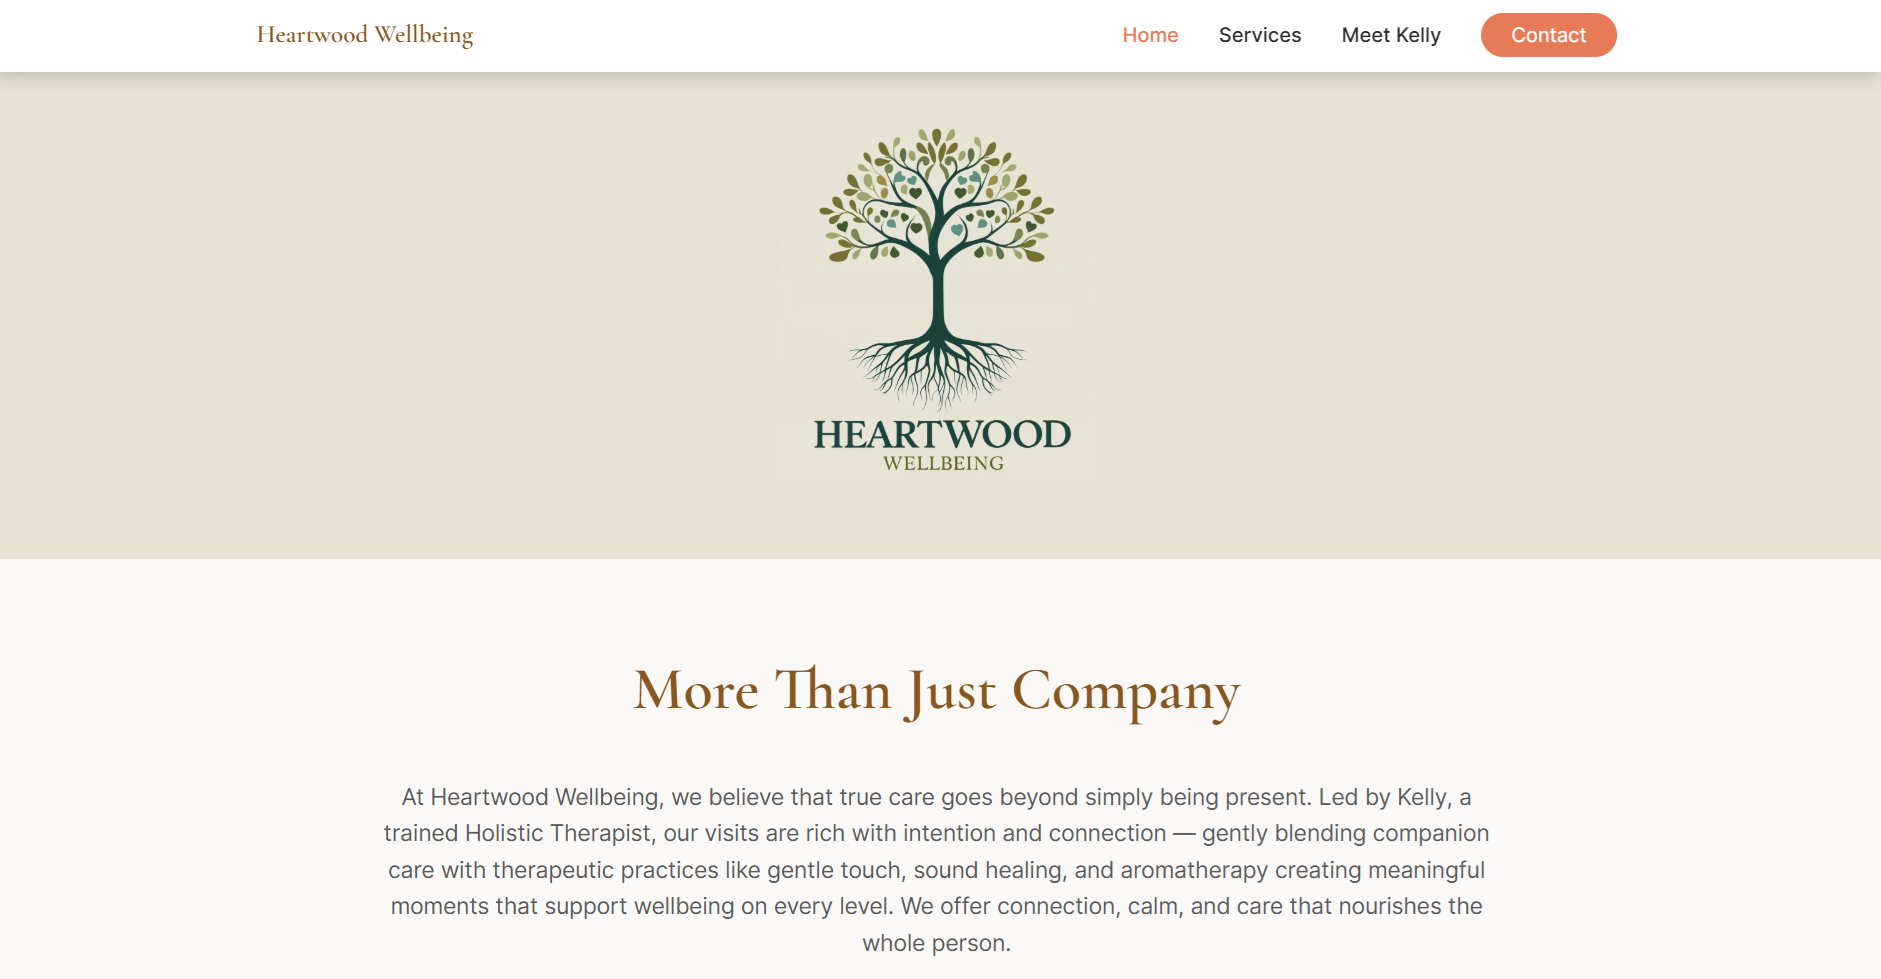 Heartwood Wellbeing
Home
Services
Meet Kelly
Contact
HEARTWOOD
WELLBEING
More Than Just Company
At Heartwood Wellbeing, we believe that true care goes beyond simply being present. Led by Kelly, a
trained Holistic Therapist, our visits are rich with intention and connection — gently blending companion
care with therapeutic practices like gentle touch, sound healing, and aromatherapy creating meaningful
moments that support wellbeing on every level. We offer connection, calm, and care that nourishes the
whole person.